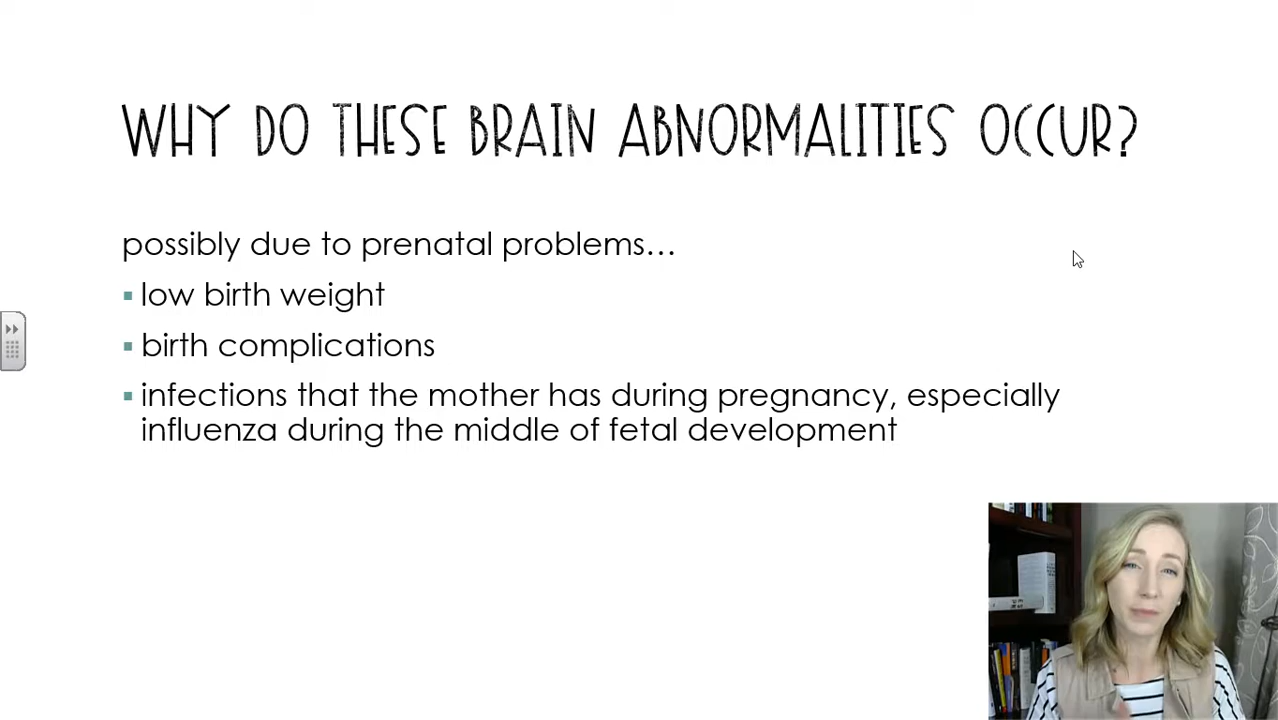 WHY DO THESE BRAIN ABNORMALITIES OCCUR?
possibly due to prenatal problems…
▪ low birth weight
▪ birth complications
▪ infections that the mother has during pregnancy, especially
influenza during the middle of fetal development